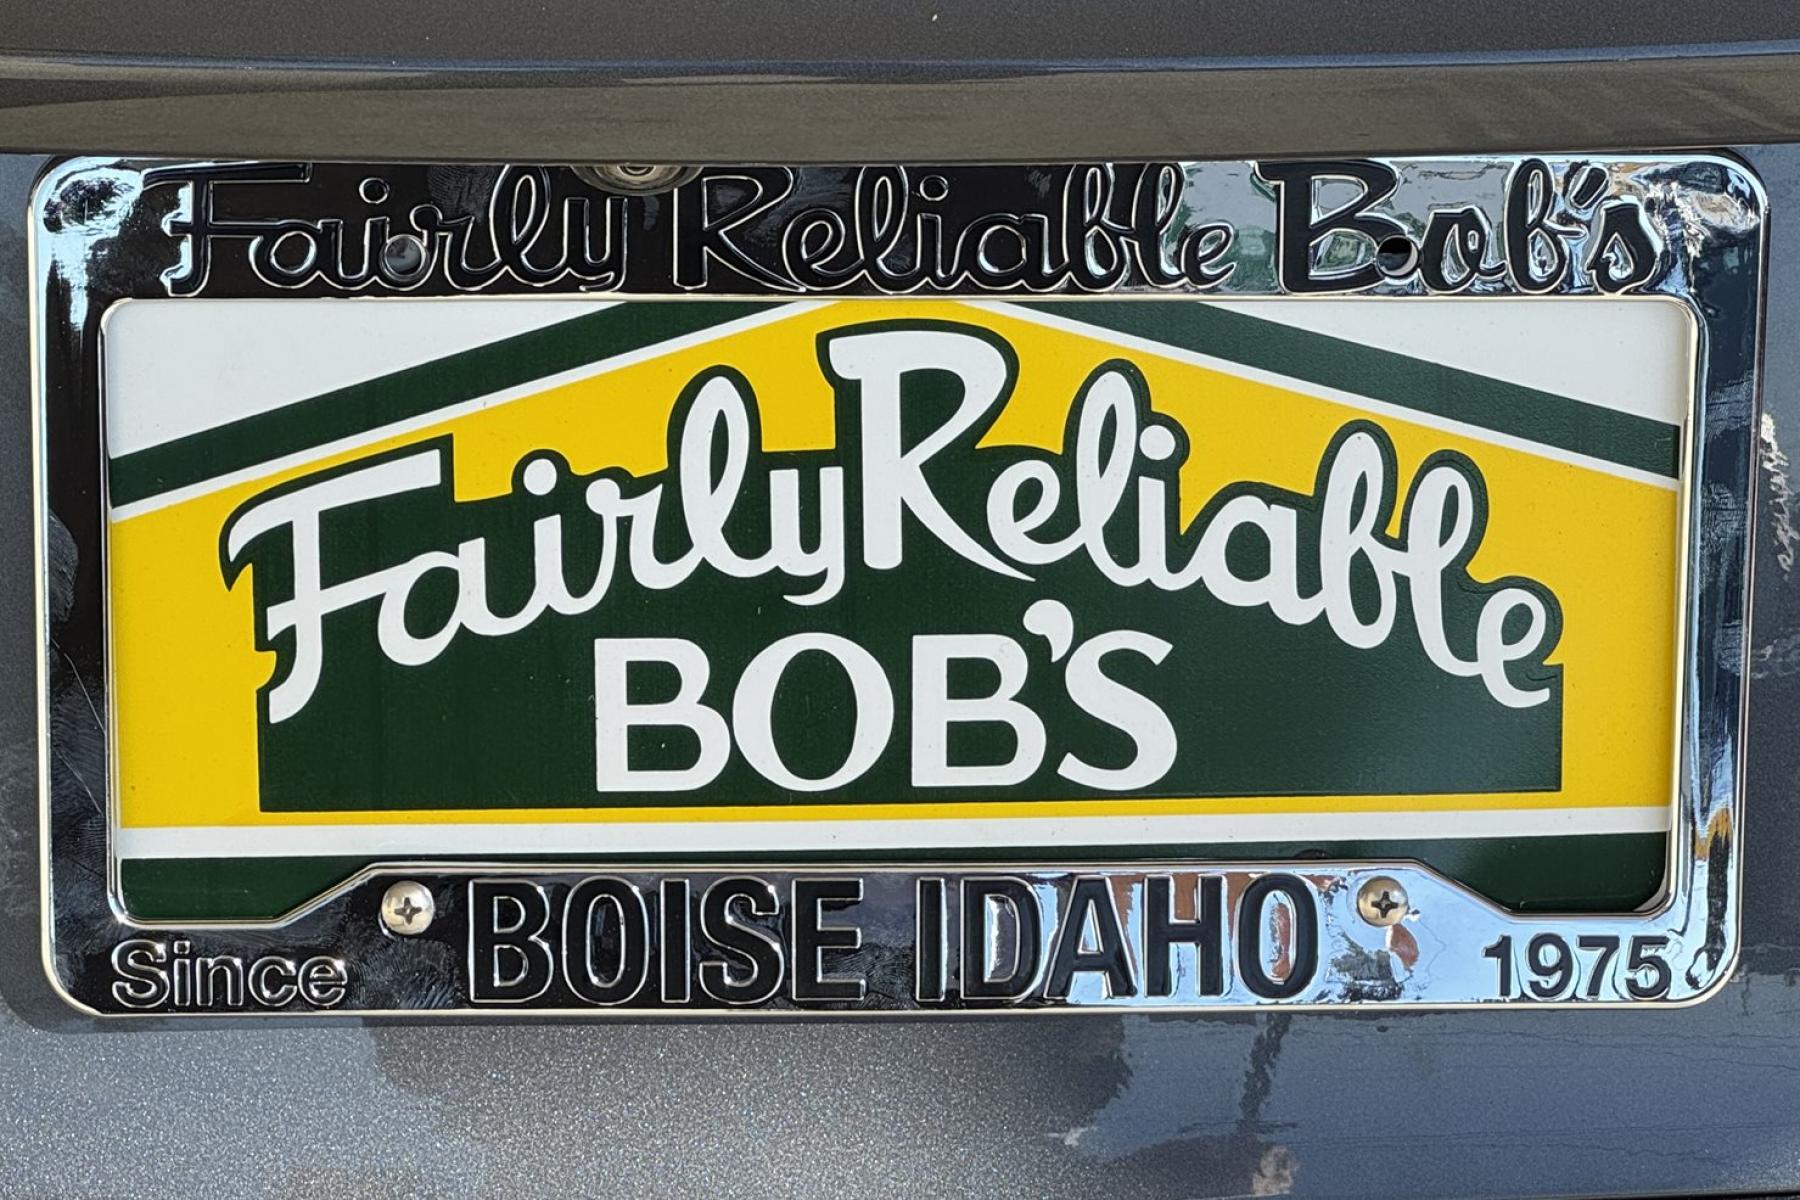 Fairly Reliable Bob's
Fairly Reliable
BOB'S
Since BOISE IDAHO 1975